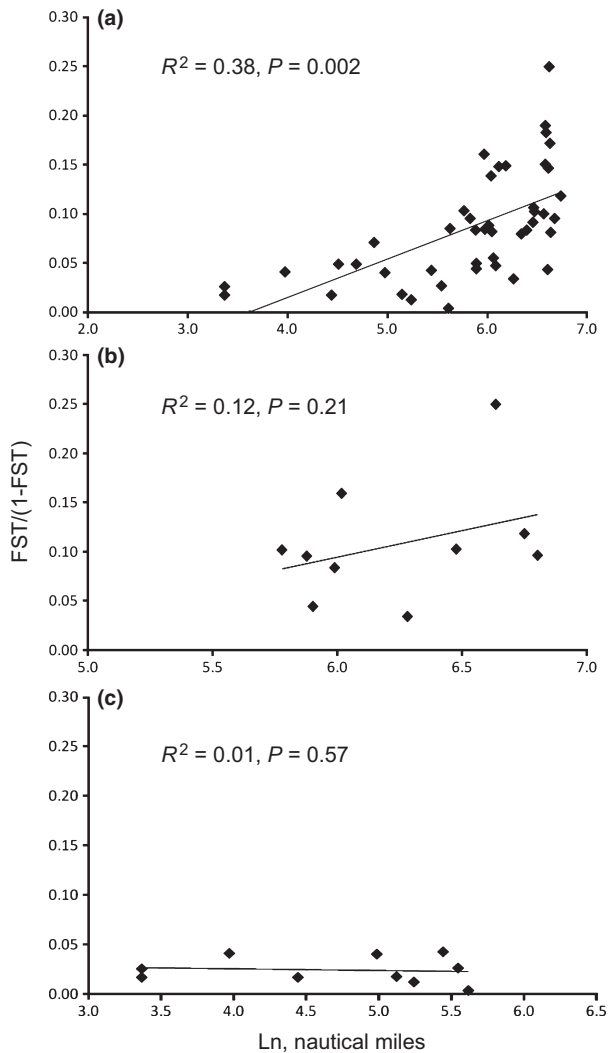 (a)
R² = 0.38, P = 0.002
0.30
0.25
0.20
0.15
0.10
0.05
0.00
2.0 3.0 4.0 5.0 6.0 7.0
(b)
R² = 0.12, P = 0.21
0.30
0.25
0.20
0.15
0.10
0.05
0.00
5.0 5.5 6.0 6.5 7.0
FST/(1-FST)
(c)
R² = 0.01, P = 0.57
0.30
0.25
0.20
0.15
0.10
0.05
0.00
3.0 3.5 4.0 4.5 5.0 5.5 6.0 6.5
Ln, nautical miles